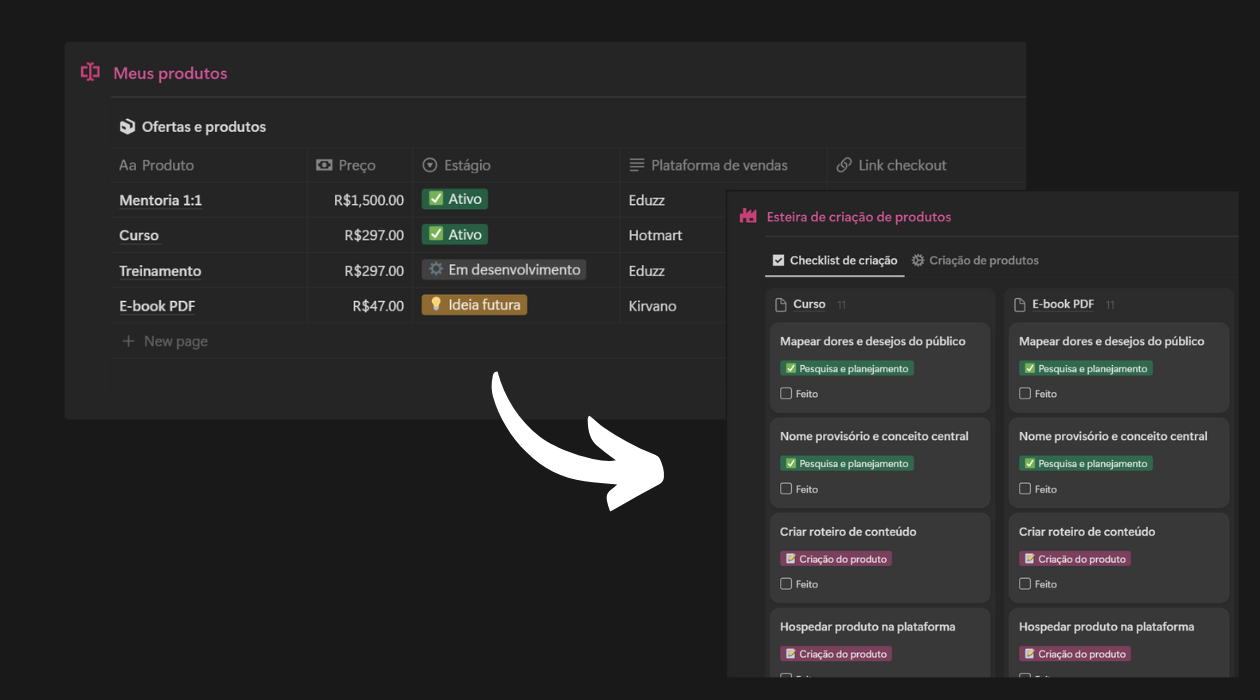 Meus produtos
Ofertas e produtos
Aa Produto Preço Estágio Plataforma de vendas Link checkout
Mentoria 1:1 R$1,500.00 ✅ Ativo Eduzz
Curso R$297.00 ✅ Ativo Hotmart
Treinamento R$297.00 ⚙️ Em desenvolvimento Eduzz
E-book PDF R$47.00 💡 Ideia futura Kirvano
+ New page
Esteira de criação de produtos
Checklist de criação Criação de produtos
Curso 11
Mapear dores e desejos do público
✅ Pesquisa e planejamento
Feito
Nome provisório e conceito central
✅ Pesquisa e planejamento
Feito
Criar roteiro de conteúdo
📝 Criação do produto
Feito
Hospedar produto na plataforma
📝 Criação do produto
E-book PDF 11
Mapear dores e desejos do público
✅ Pesquisa e planejamento
Feito
Nome provisório e conceito central
✅ Pesquisa e planejamento
Feito
Criar roteiro de conteúdo
📝 Criação do produto
Feito
Hospedar produto na plataforma
📝 Criação do produto